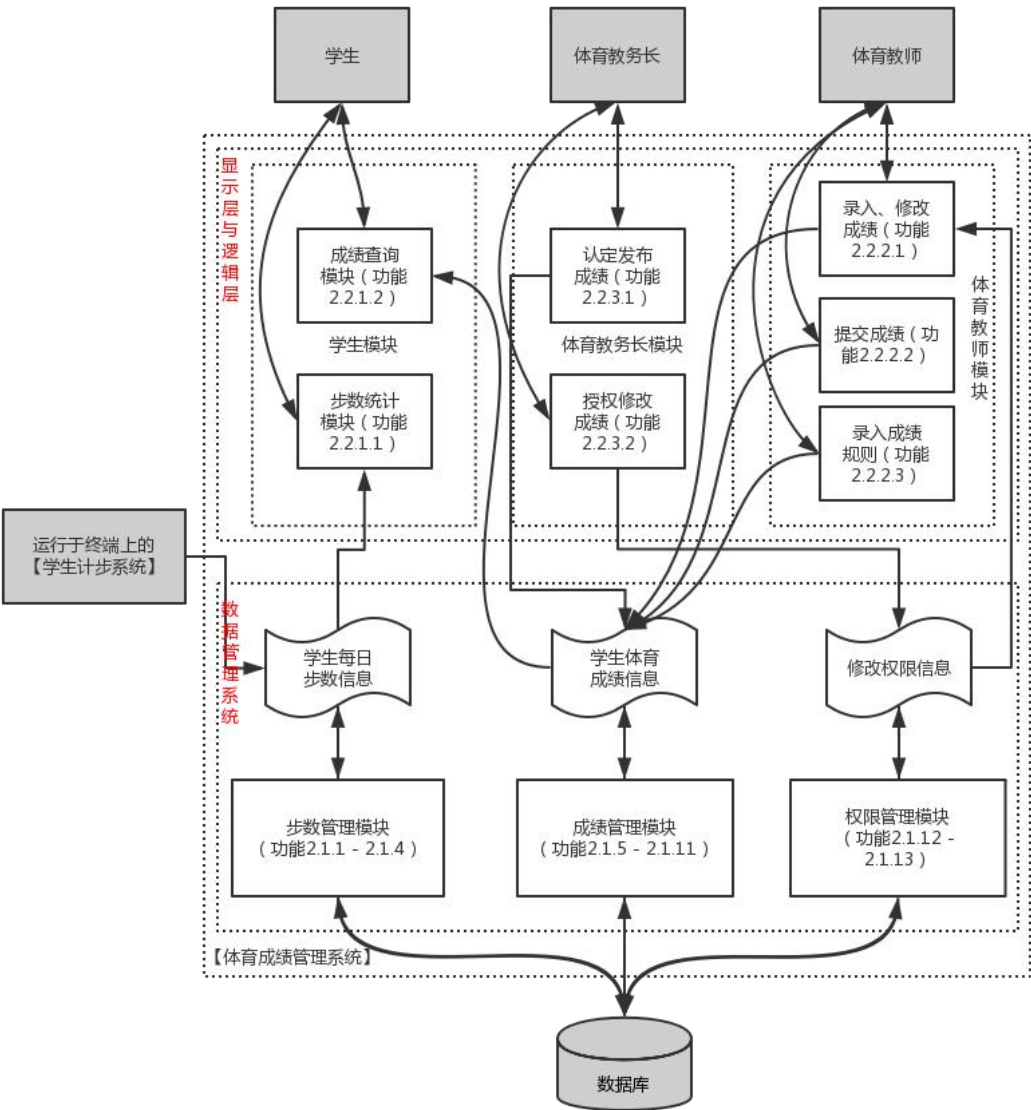 学生
体育教务长
体育教师
显
示
层
与
逻
辑
层
成绩查询
模块（功能
2.2.1.2）
学生模块
步数统计
模块（功能
2.2.1.1）
认定发布
成绩（功能
2.2.3.1）
体育教务长模块
授权修改
成绩（功能
2.2.3.2）
录入、修改
成绩（功能
2.2.2.1）
提交成绩（功
能2.2.2.2）
录入成绩
规则（功能
2.2.2.3）
体
育
教
师
模
块
运行于终端上的
【学生计步系统】
数
据
管
理
系
统
学生每日
步数信息
学生体育
成绩信息
修改权限信息
步数管理模块
（功能2.1.1 - 2.1.4）
成绩管理模块
（功能2.1.5 - 2.1.11）
权限管理模块
（功能2.1.12 -
2.1.13）
【体育成绩管理系统】
数据库